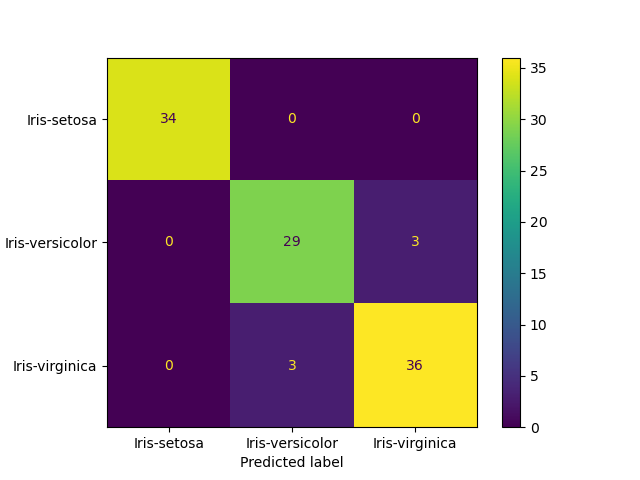 Iris-setosa 34 0 0
Iris-versicolor 0 29 3
Iris-virginica 0 3 36
Iris-setosa Iris-versicolor Iris-virginica
Predicted label
35
30
25
20
15
10
5
0